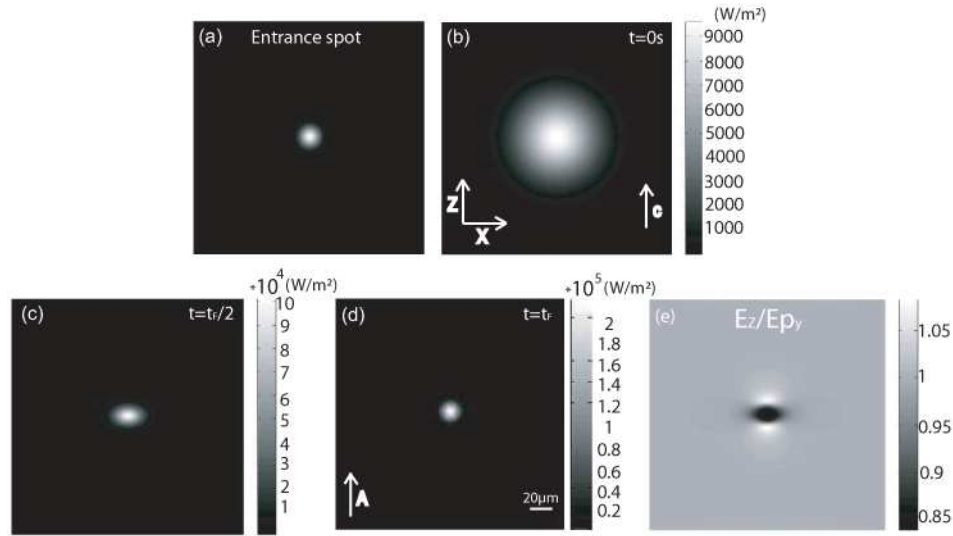 (W/m²)
(a) Entrance spot
(b) t=0s
9000
8000
7000
6000
5000
4000
3000
2000
1000
Z
X
c
*10⁴ (W/m²)
(c) t=tF/2
10
9
8
7
6
5
4
3
2
1
*10⁵ (W/m²)
(d) t=tF
A
20µm
2
1.8
1.6
1.4
1.2
1
0.8
0.6
0.4
0.2
(e) Ez/Epy
1.05
1
0.95
0.9
0.85